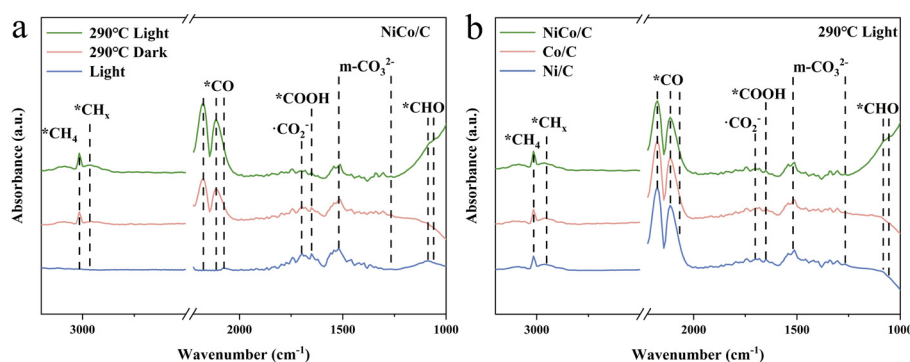 a
290°C Light
290°C Dark
Light
NiCo/C
*CO
m-CO₃²⁻
*COOH
·CO₂⁻
*CHO
*CHₓ
*CH₄
Absorbance (a.u.)
3000
2000
1500
1000
Wavenumber (cm⁻¹)
b
NiCo/C
Co/C
Ni/C
290°C Light
*CO
m-CO₃²⁻
*COOH
·CO₂⁻
*CHO
*CHₓ
*CH₄
Absorbance (a.u.)
3000
2000
1500
1000
Wavenumber (cm⁻¹)